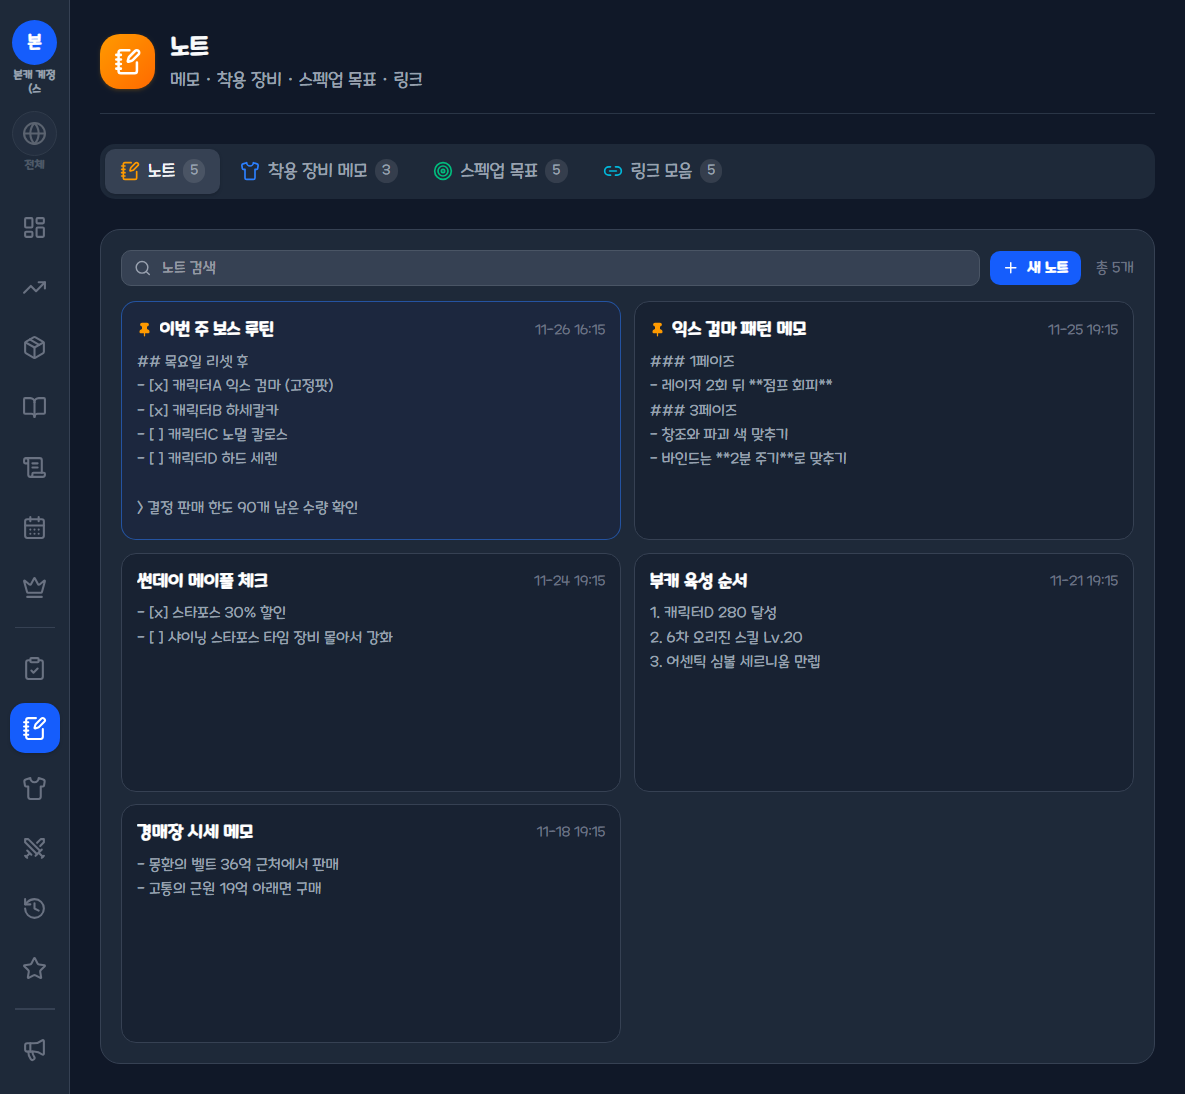 본
본캐 계정
(스
전체
노트
메모 · 착용 장비 · 스펙업 목표 · 링크
노트 5
착용 장비 메모 3
스펙업 목표 5
링크 모음 5
노트 검색
+ 새 노트
총 5개
이번 주 보스 루틴
11-26 16:15
## 목요일 리셋 후
- [x] 캐릭터A 익스 검마 (고정팟)
- [x] 캐릭터B 하세칼카
- [ ] 캐릭터C 노멀 칼로스
- [ ] 캐릭터D 하드 세렌
> 결정 판매 한도 90개 남은 수량 확인
익스 검마 패턴 메모
11-25 19:15
### 1페이즈
- 레이저 2회 뒤 **점프 회피**
### 3페이즈
- 창조와 파괴 색 맞추기
- 바인드는 **2분 주기**로 맞추기
썬데이 메이플 체크
11-24 19:15
- [x] 스타포스 30% 할인
- [ ] 샤이닝 스타포스 타임 장비 몰아서 강화
부캐 육성 순서
11-21 19:15
1. 캐릭터D 280 달성
2. 6차 오리진 스킬 Lv.20
3. 어센틱 심볼 세르니움 만렙
경매장 시세 메모
11-18 19:15
- 몽환의 벨트 36억 근처에서 판매
- 고통의 근원 19억 아래면 구매